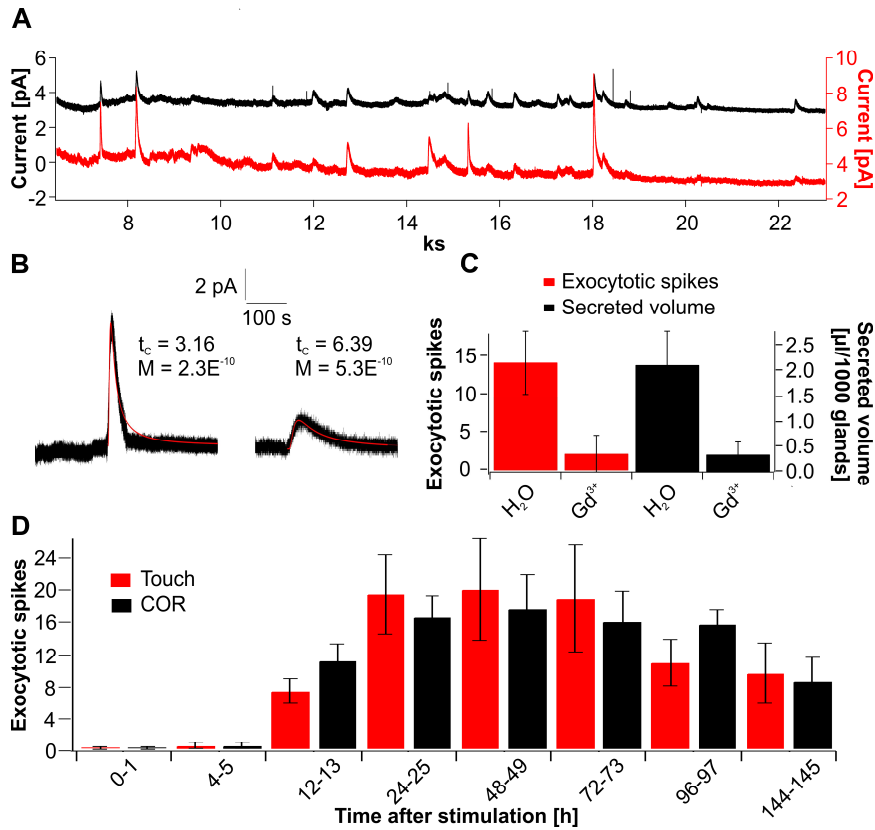 A
Current [pA]
6
4
2
0
-2
10
8
6
4
2
Current [pA]
8 10 12 14 16 18 20 22
ks
B
2 pA
100 s
t_C = 3.16
M = 2.3E^-10
t_C = 6.39
M = 5.3E^-10
C
Exocytotic spikes
Secreted volume
Exocytotic spikes
15
10
5
0
2.5
2.0
1.0
0.5
0.0
Secreted volume
[µl/1000 glands]
H₂O Gd³⁺ H₂O Gd³⁺
D
Exocytotic spikes
24
20
16
12
8
4
0
Touch
COR
0-1 4-5 12-13 24-25 48-49 72-73 96-97 144-145
Time after stimulation [h]